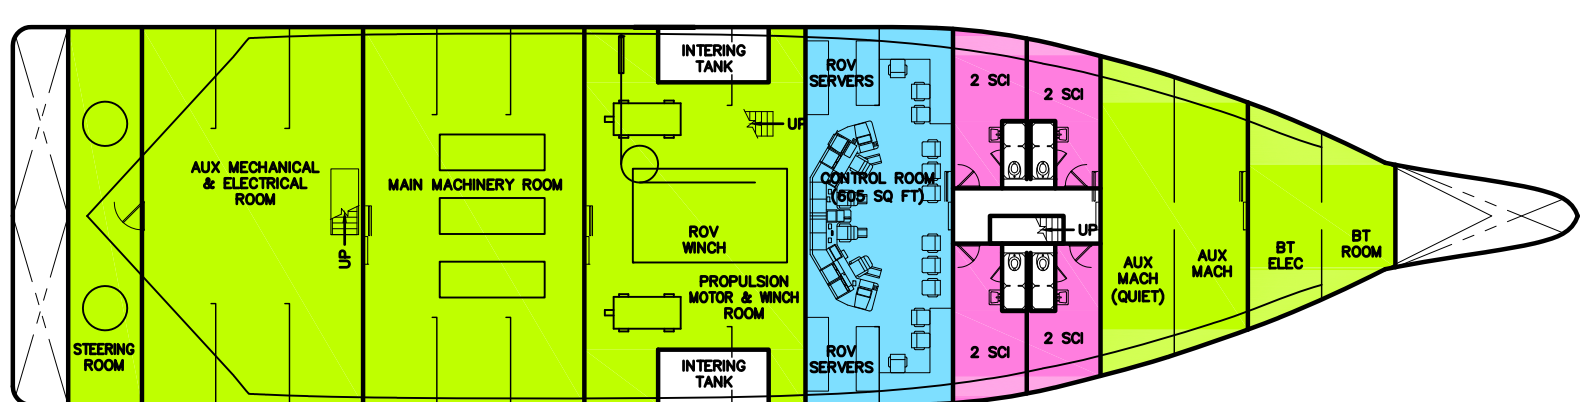 STEERING
ROOM
AUX MECHANICAL
& ELECTRICAL
ROOM
UP
MAIN MACHINERY ROOM
INTERING
TANK
UP
ROV
WINCH
PROPULSION
MOTOR & WINCH
ROOM
INTERING
TANK
ROV
SERVERS
CONTROL ROOM
(605 SQ FT)
ROV
SERVERS
2 SCI
2 SCI
UP
2 SCI
2 SCI
AUX
MACH
(QUIET)
AUX
MACH
BT
ELEC
BT
ROOM